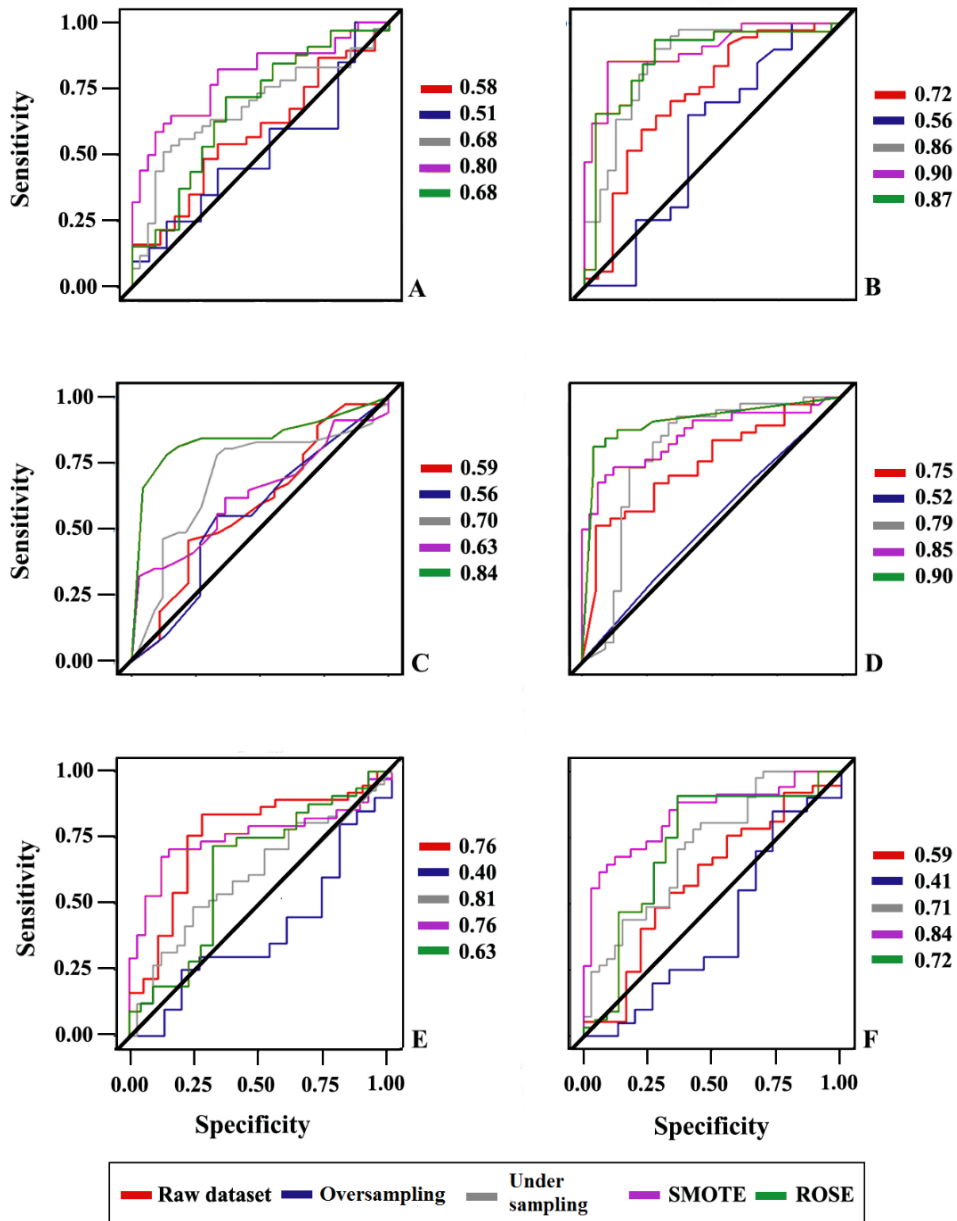 1.00
0.75
0.50
0.25
0.00
Sensitivity
0.58
0.51
0.68
0.80
0.68
A
0.72
0.56
0.86
0.90
0.87
B
1.00
0.75
0.50
0.25
0.00
Sensitivity
0.59
0.56
0.70
0.63
0.84
C
0.75
0.52
0.79
0.85
0.90
D
1.00
0.75
0.50
0.25
0.00
Sensitivity
0.76
0.40
0.81
0.76
0.63
E
0.59
0.41
0.71
0.84
0.72
F
0.00 0.25 0.50 0.75 1.00
Specificity
0.00 0.25 0.50 0.75 1.00
Specificity
Raw dataset
Oversampling
Under
sampling
SMOTE
ROSE